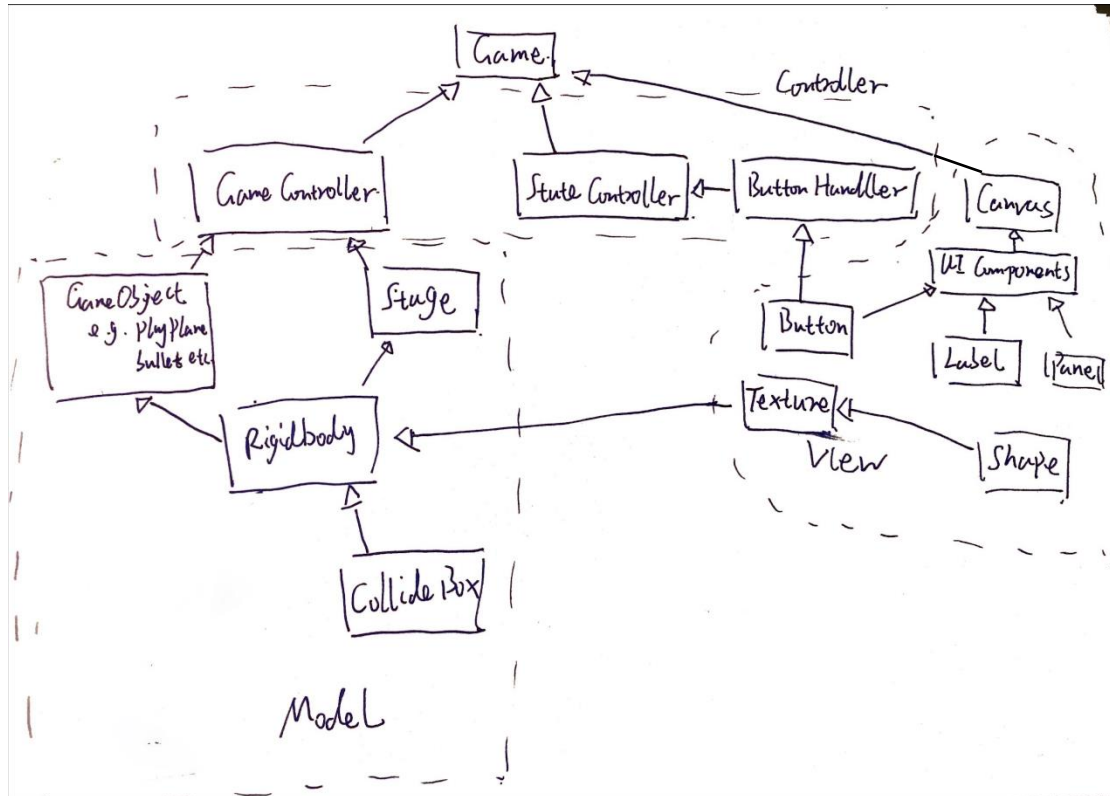 Game
Controller
Game Controller
State Controller
Button Handller
Canvas
UI Components
GameObject
e.g. playPlane
bullets etc
Stage
Button
Label
Panel
Texture
View
Shape
Rigidbody
Collide Box
Model